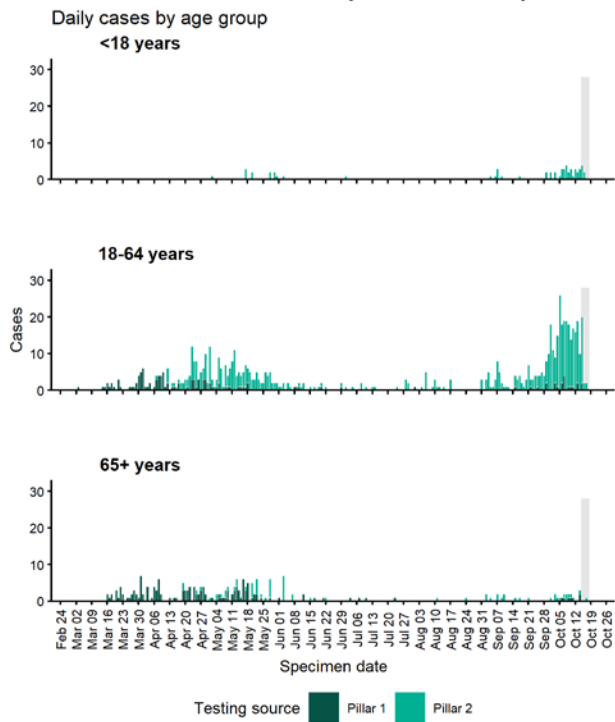 Daily cases by age group
<18 years
30
20
10
0
18-64 years
30
20
10
0
Cases
65+ years
30
20
10
0
Feb 24
Mar 02
Mar 09
Mar 16
Mar 23
Mar 30
Apr 06
Apr 13
Apr 20
Apr 27
May 04
May 11
May 18
May 25
Jun 01
Jun 08
Jun 15
Jun 22
Jun 29
Jul 06
Jul 13
Jul 20
Jul 27
Aug 03
Aug 10
Aug 17
Aug 24
Aug 31
Sep 07
Sep 14
Sep 21
Sep 28
Oct 05
Oct 12
Oct 19
Oct 26
Specimen date
Testing source Pillar 1 Pillar 2